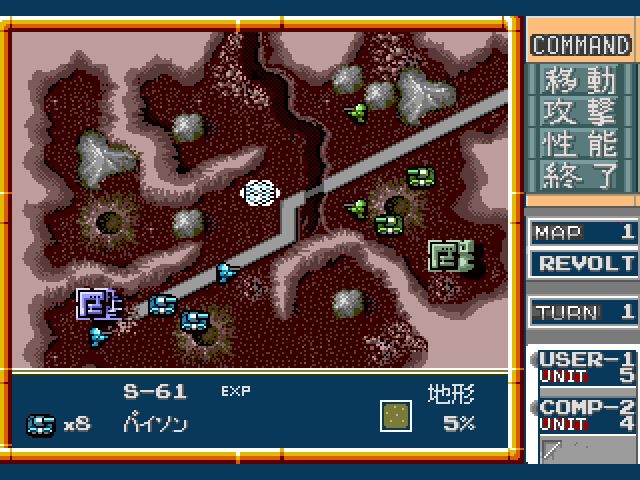 COMMAND
移動
攻撃
性能
終了
MAP 1
REVOLT
TURN 1
USER-1
UNIT 5
COMP-2
UNIT 4
S-61 EXP 地形
x8 バイソン 5%